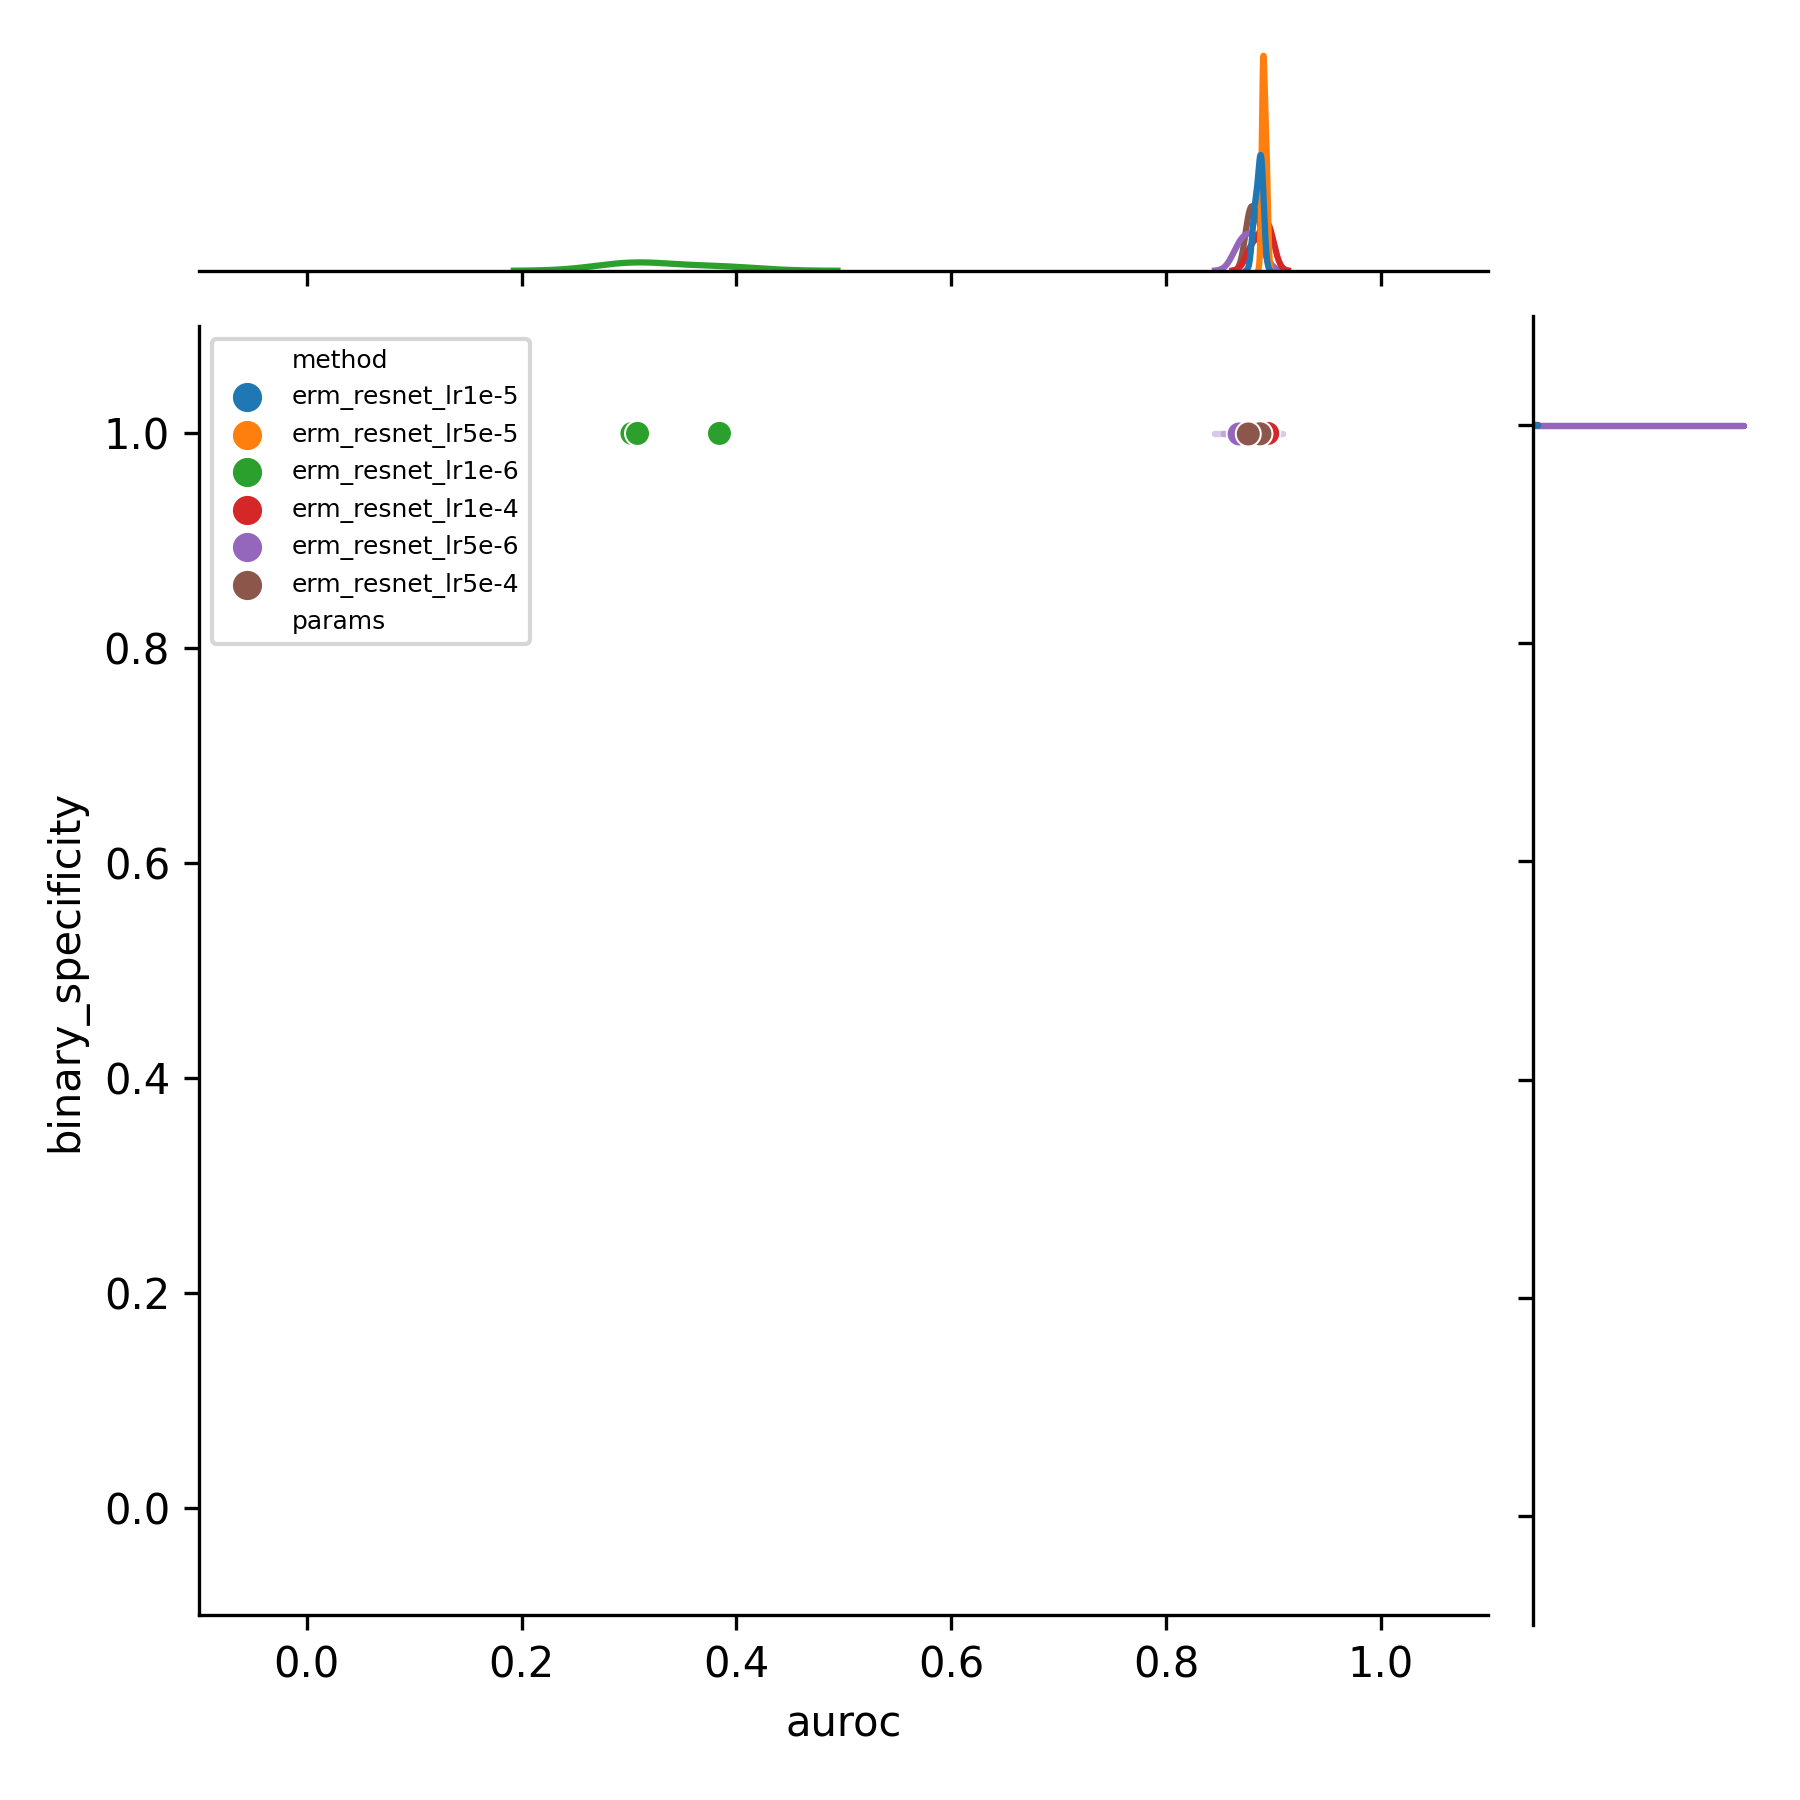 method
erm_resnet_lr1e-5
erm_resnet_lr5e-5
erm_resnet_lr1e-6
erm_resnet_lr1e-4
erm_resnet_lr5e-6
erm_resnet_lr5e-4
params
1.0
0.8
0.6
0.4
0.2
0.0
binary_specificity
0.0 0.2 0.4 0.6 0.8 1.0
auroc